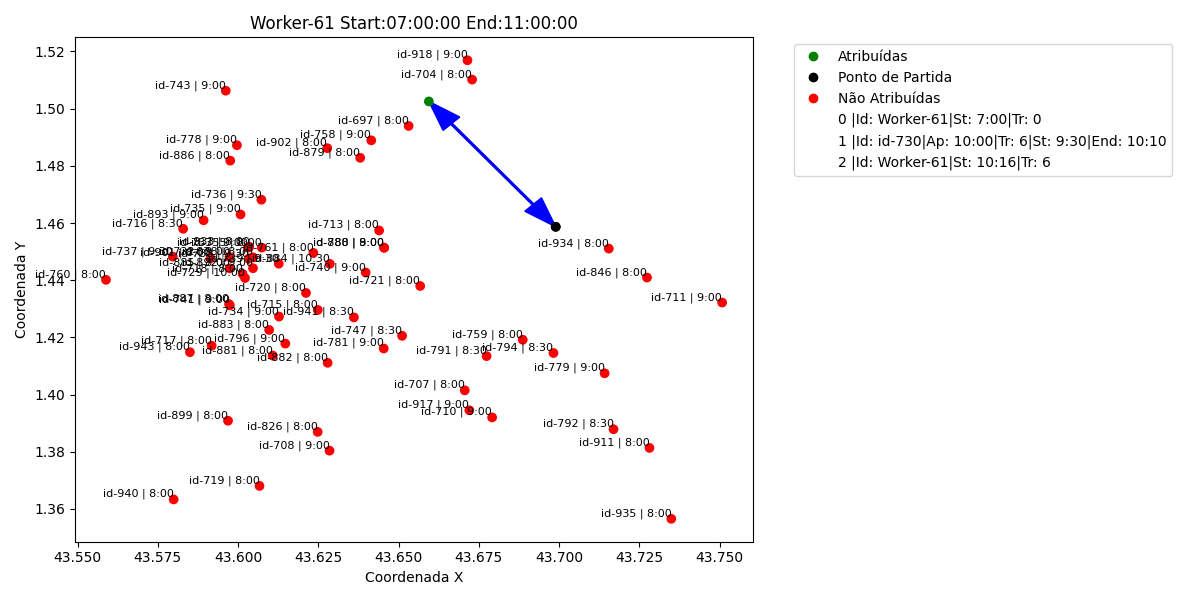 Worker-61 Start:07:00:00 End:11:00:00
1.52
1.50
1.48
1.46
1.44
1.42
1.40
1.38
1.36
Coordenada Y
43.550
43.575
43.600
43.625
43.650
43.675
43.700
43.725
43.750
Coordenada X
id-918 | 9:00
id-704 | 8:00
id-743 | 9:00
id-697 | 8:00
id-758 | 9:00
id-778 | 9:00
id-902 | 8:00
id-879 | 8:00
id-886 | 8:00
id-736 | 9:30
id-735 | 9:00
id-893 | 9:00
id-716 | 8:30
id-713 | 8:00
id-934 | 8:00
id-761 | 8:00
id-737 | 9:30
id-740 | 9:00
id-760 | 8:00
id-729 | 10:00
id-846 | 8:00
id-721 | 8:00
id-720 | 8:00
id-711 | 9:00
id-741 | 9:00
id-715 | 8:00
id-734 | 9:00
id-941 | 8:30
id-883 | 8:00
id-747 | 8:30
id-759 | 8:00
id-717 | 8:00
id-796 | 9:00
id-943 | 8:00
id-881 | 8:00
id-781 | 9:00
id-791 | 8:30
id-794 | 8:30
id-882 | 8:00
id-779 | 9:00
id-707 | 8:00
id-917 | 9:00
id-710 | 9:00
id-899 | 8:00
id-826 | 8:00
id-792 | 8:30
id-708 | 9:00
id-911 | 8:00
id-719 | 8:00
id-940 | 8:00
id-935 | 8:00
Atribuídas
Ponto de Partida
Não Atribuídas
0 |Id: Worker-61|St: 7:00|Tr: 0
1 |Id: id-730|Ap: 10:00|Tr: 6|St: 9:30|End: 10:10
2 |Id: Worker-61|St: 10:16|Tr: 6